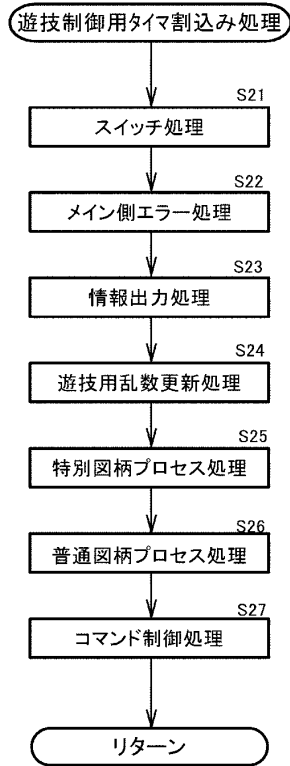 遊技制御用タイマ割込み処理
S21
スイッチ処理
S22
メイン側エラー処理
S23
情報出力処理
S24
遊技用乱数更新処理
S25
特別図柄プロセス処理
S26
普通図柄プロセス処理
S27
コマンド制御処理
リターン